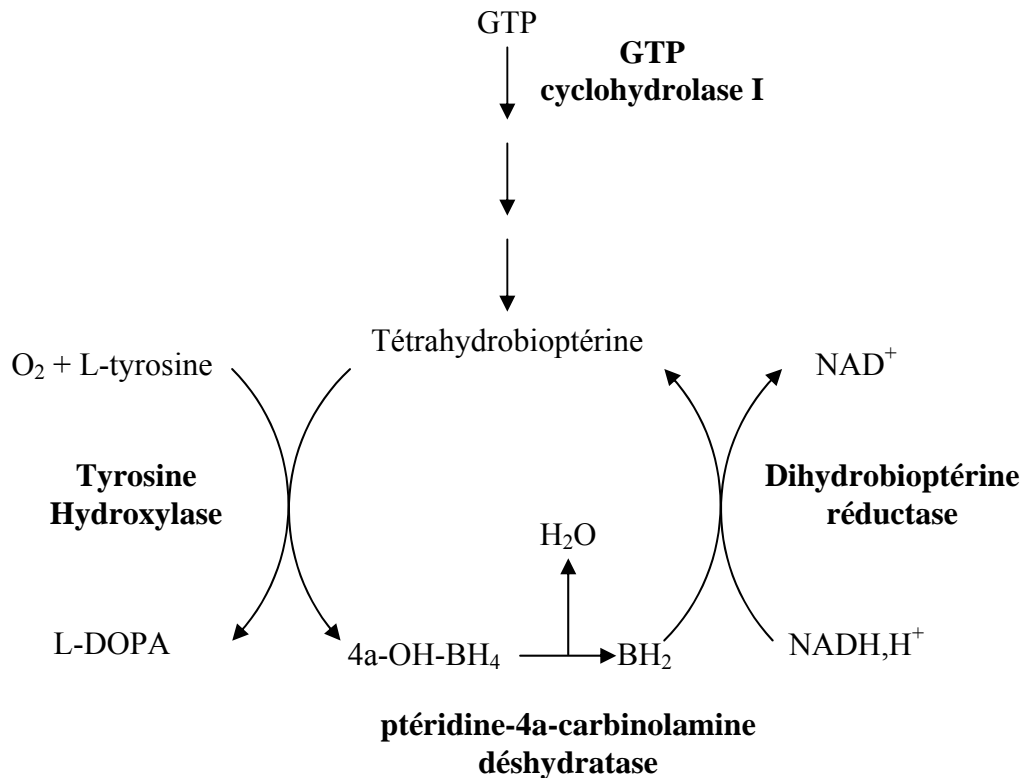 GTP
GTP
cyclohydrolase I
Tétrahydrobioptérine
O₂ + L-tyrosine
NAD⁺
Tyrosine
Hydroxylase
Dihydrobioptérine
réductase
H₂O
L-DOPA
4a-OH-BH₄
BH₂
NADH,H⁺
ptéridine-4a-carbinolamine
déshydratase